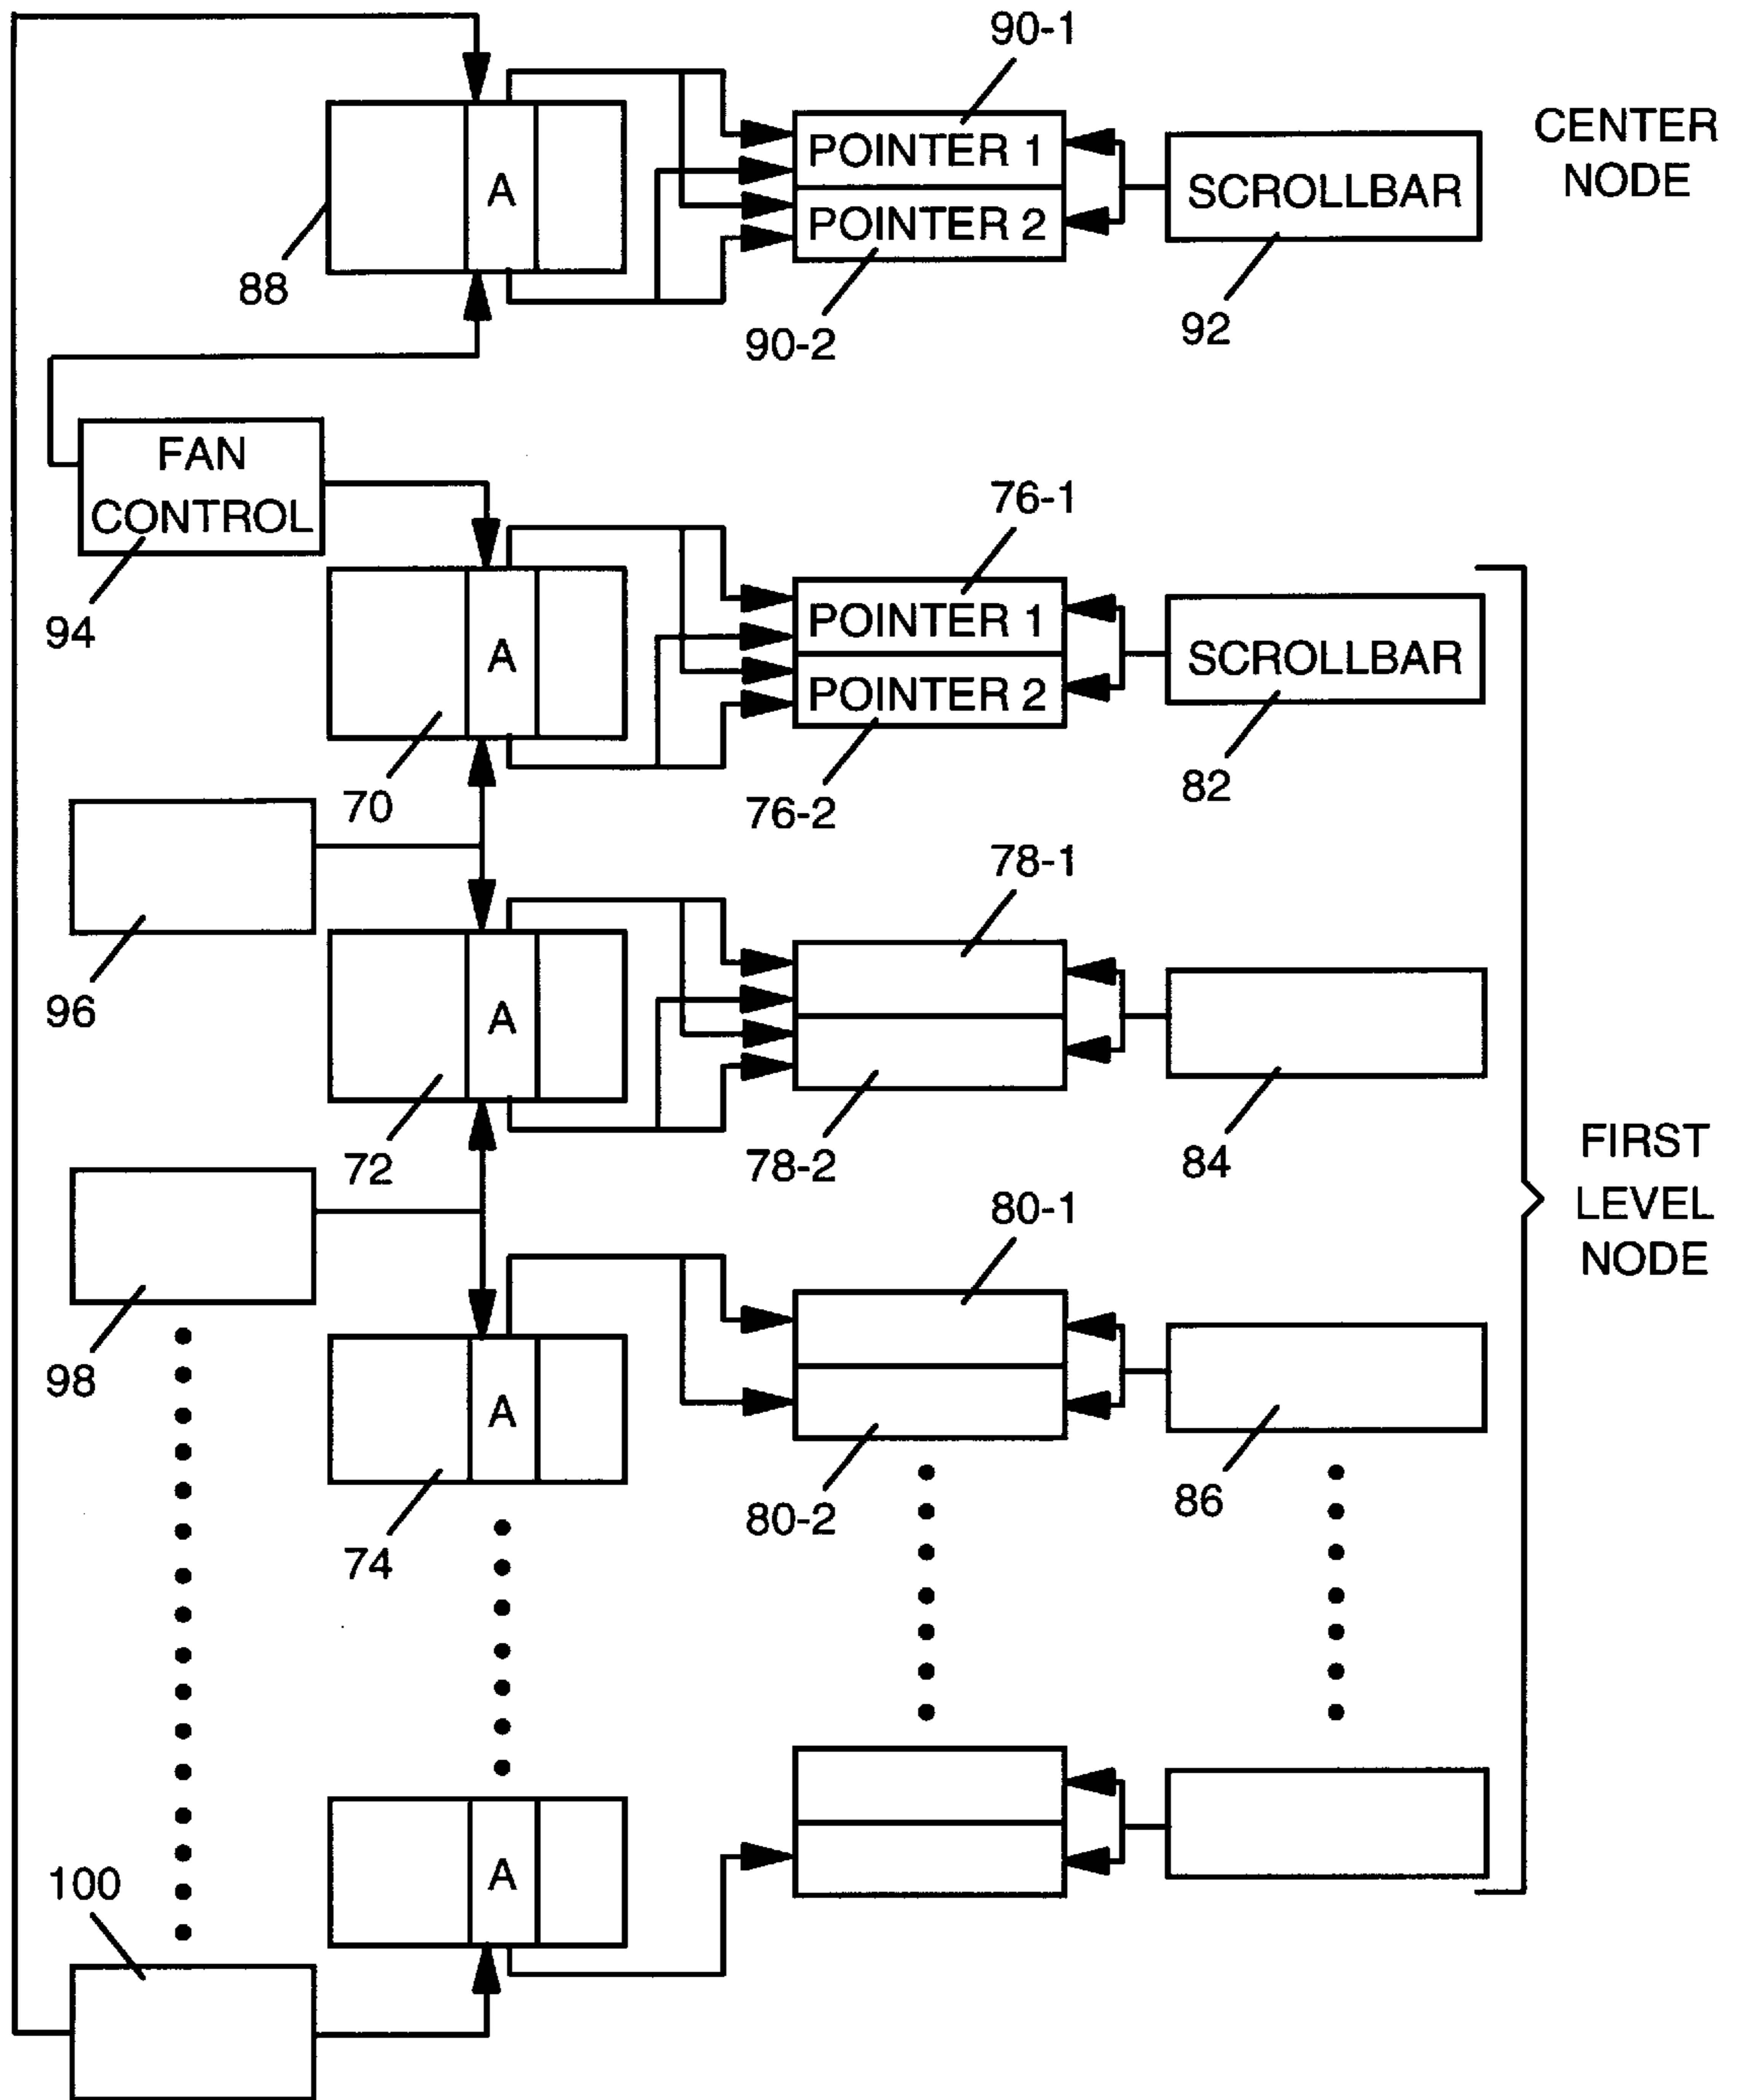 90-1
CENTER
NODE
POINTER 1
A
SCROLLBAR
POINTER 2
88
90-2
92
FAN
CONTROL
76-1
94
POINTER 1
A
SCROLLBAR
POINTER 2
70
76-2
82
78-1
96
A
72
78-2
84
FIRST
LEVEL
NODE
80-1
98
A
80-2
86
74
100
A